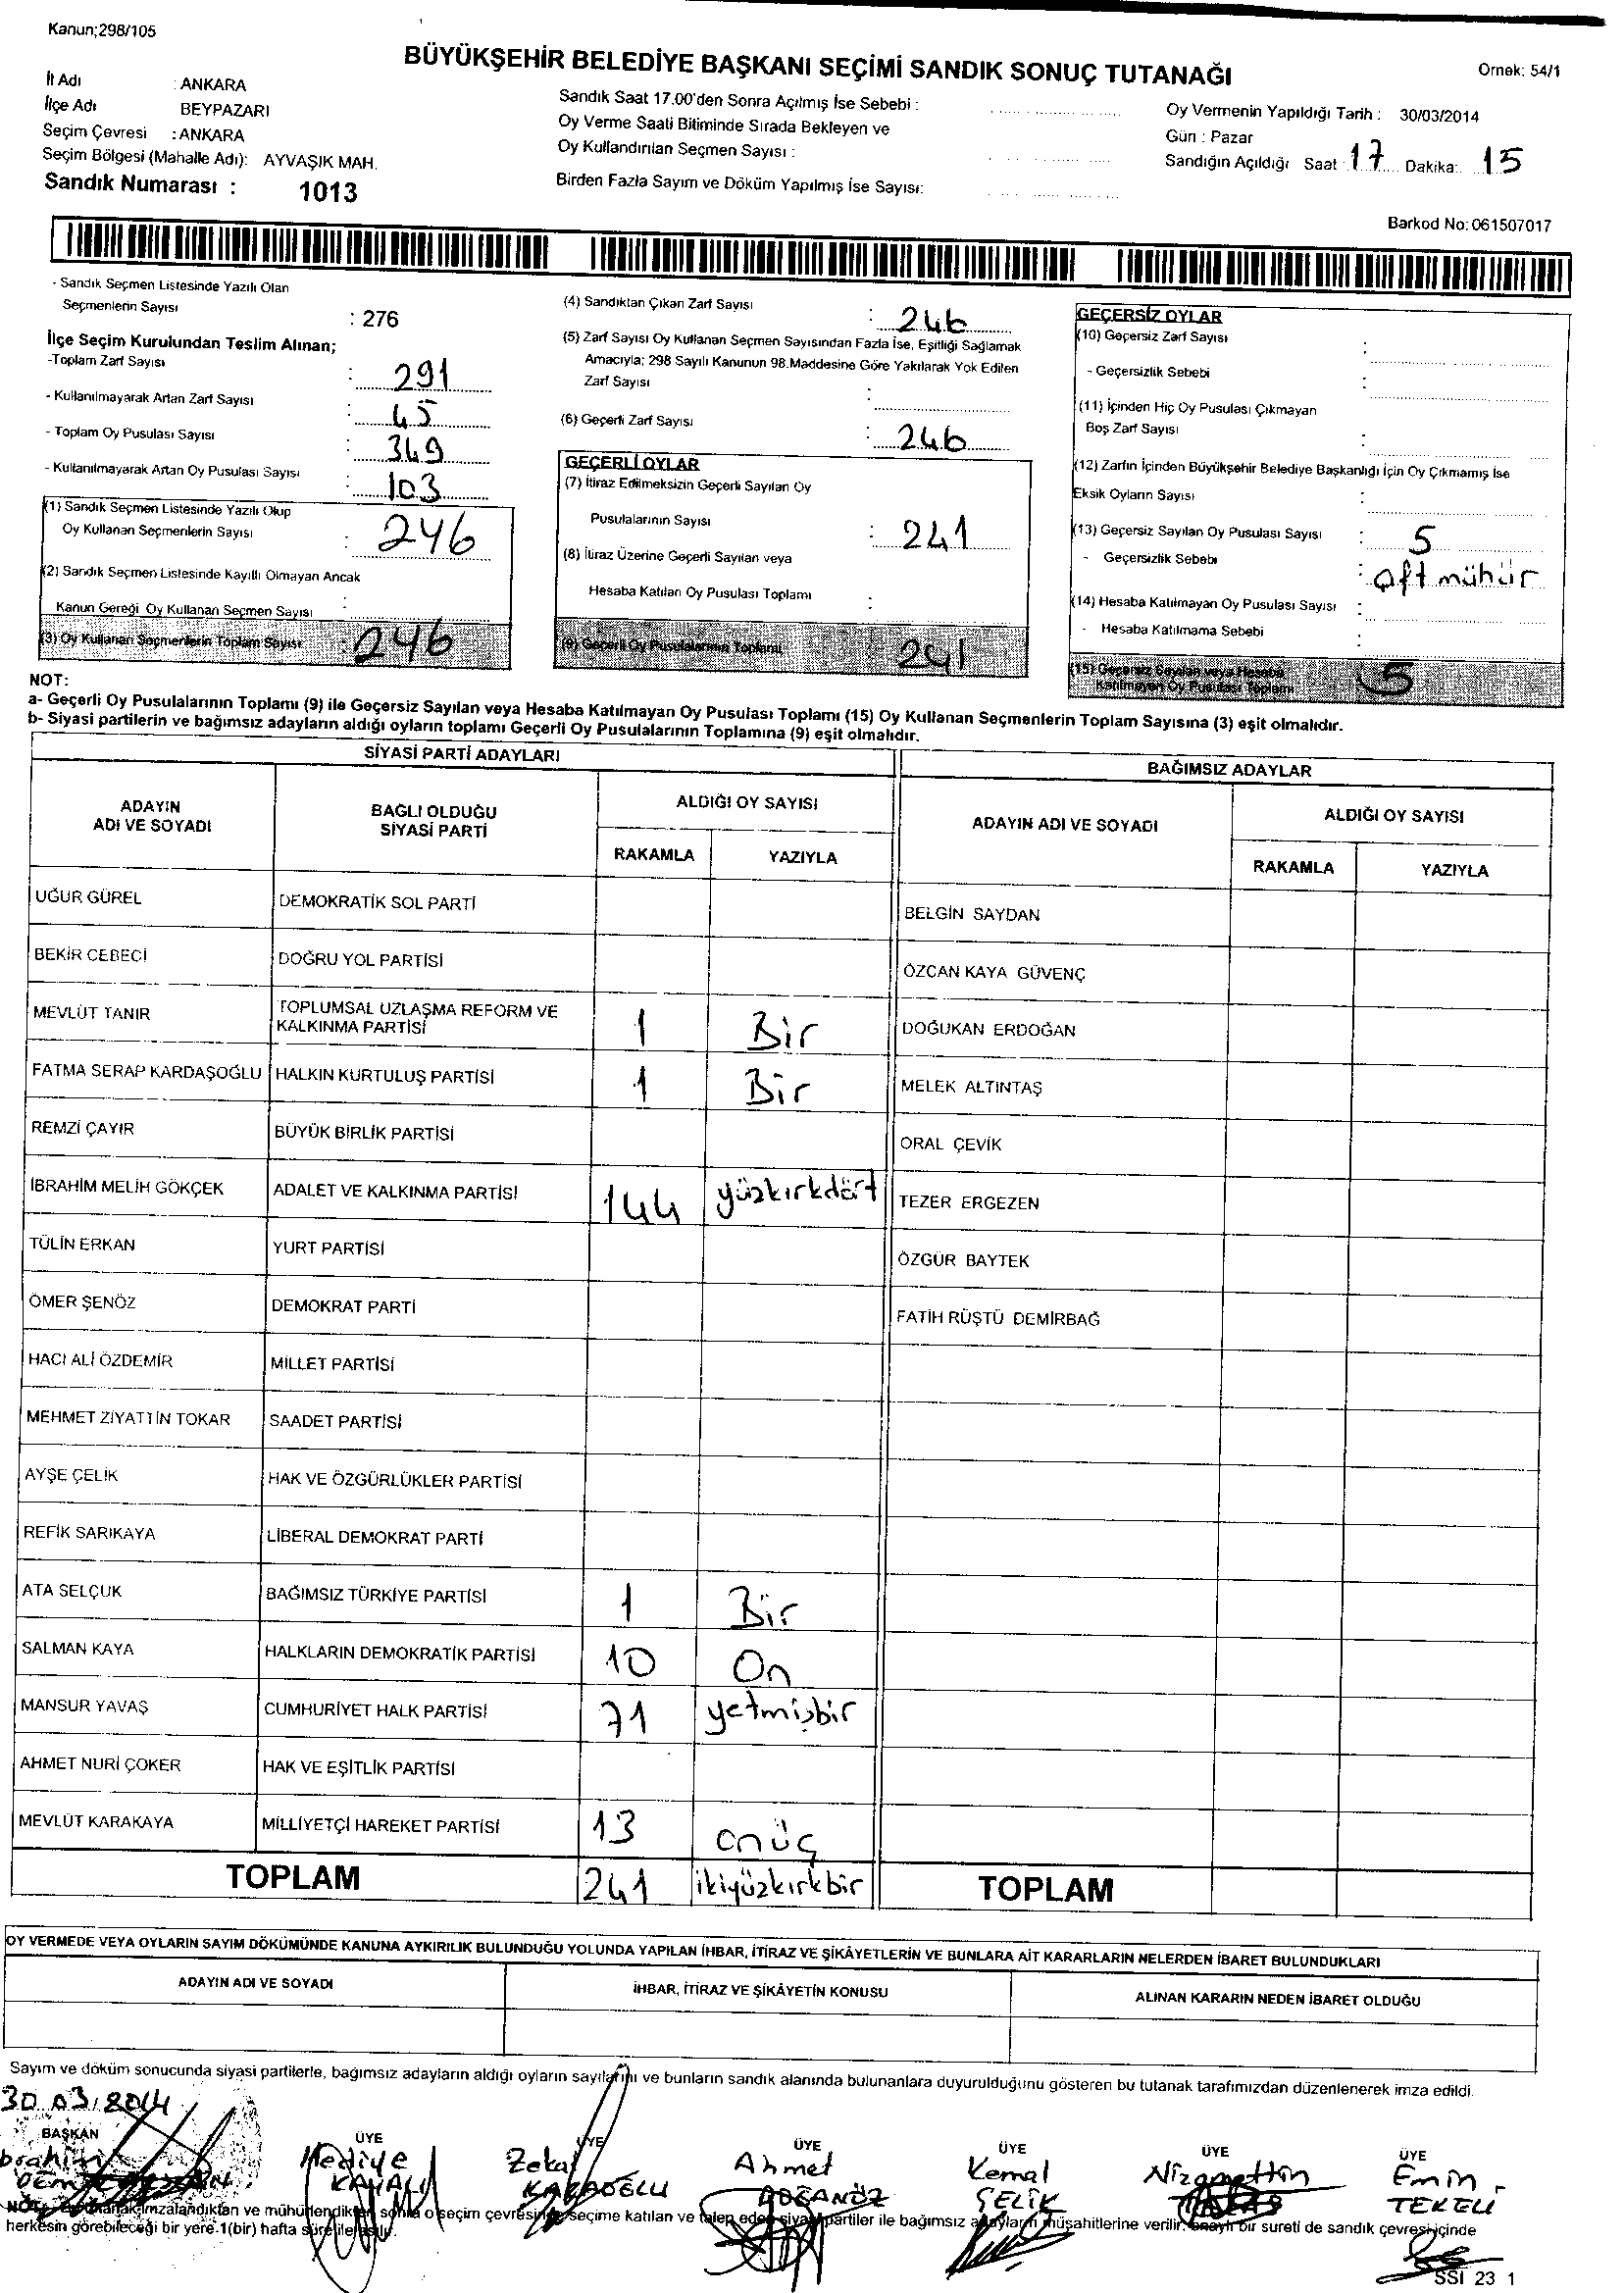 Kanun;298/105
BÜYÜKŞEHİR BELEDİYE BAŞKANI SEÇİMİ SANDIK SONUÇ TUTANAĞI
Ornek: 54/1
İl Adı : ANKARA
İlçe Adı BEYPAZARI
Seçim Çevresi : ANKARA
Seçim Bölgesi (Mahalle Adı): AYVAŞIK MAH.
Sandık Numarası : 1013
Sandık Saat 17.00'den Sonra Açılmış İse Sebebi :
Oy Verme Saati Bitiminde Sırada Bekleyen ve
Oy Kullandırılan Seçmen Sayısı :
Birden Fazla Sayım ve Döküm Yapılmış İse Sayısı:
Oy Vermenin Yapıldığı Tarih : 30/03/2014
Gün : Pazar
Sandığın Açıldığı Saat : 17 Dakika: 15
Barkod No: 061507017
- Sandık Seçmen Listesinde Yazılı Olan
Seçmenlerin Sayısı : 276
İlçe Seçim Kurulundan Teslim Alınan;
-Toplam Zarf Sayısı : 291
- Kullanılmayarak Artan Zarf Sayısı : 45
- Toplam Oy Pusulası Sayısı : 349
- Kullanılmayarak Artan Oy Pusulası Sayısı : 103
(1) Sandık Seçmen Listesinde Yazılı Olup
Oy Kullanan Seçmenlerin Sayısı : 246
(2) Sandık Seçmen Listesinde Kayıtlı Olmayan Ancak
Kanun Gereği Oy Kullanan Seçmen Sayısı :
(3) Oy Kullanan Seçmenlerin Toplam Sayısı : 246
(4) Sandıktan Çıkan Zarf Sayısı : 246
(5) Zarf Sayısı Oy Kullanan Seçmen Sayısından Fazla İse, Eşitliği Sağlamak
Amacıyla; 298 Sayılı Kanunun 98.Maddesine Göre Yakılarak Yok Edilen
Zarf Sayısı :
(6) Geçerli Zarf Sayısı : 246
GEÇERLİ OYLAR
(7) İtiraz Edilmeksizin Geçerli Sayılan Oy
Pusulalarının Sayısı : 241
(8) İtiraz Üzerine Geçerli Sayılan veya
Hesaba Katılan Oy Pusulası Toplamı :
(9) Geçerli Oy Pusulalarının Toplamı 241
GEÇERSİZ OYLAR
(10) Geçersiz Zarf Sayısı :
- Geçersizlik Sebebi :
(11) İçinden Hiç Oy Pusulası Çıkmayan
Boş Zarf Sayısı :
(12) Zarfın İçinden Büyükşehir Belediye Başkanlığı İçin Oy Çıkmamış İse
Eksik Oyların Sayısı :
(13) Geçersiz Sayılan Oy Pusulası Sayısı : 5
- Geçersizlik Sebebi : çift mühür
(14) Hesaba Katılmayan Oy Pusulası Sayısı :
- Hesaba Katılmama Sebebi :
(15) Geçersiz Sayılan veya Hesaba
Katılmayan Oy Pusulası Toplamı 5
NOT:
a- Geçerli Oy Pusulalarının Toplamı (9) ile Geçersiz Sayılan veya Hesaba Katılmayan Oy Pusulası Toplamı (15) Oy Kullanan Seçmenlerin Toplam Sayısına (3) eşit olmalıdır.
b- Siyasi partilerin ve bağımsız adayların aldığı oyların toplamı Geçerli Oy Pusulalarının Toplamına (9) eşit olmalıdır.
SİYASİ PARTİ ADAYLARI
ADAYIN ADI VE SOYADI
BAĞLI OLDUĞU SİYASİ PARTİ
ALDIĞI OY SAYISI
RAKAMLA YAZIYLA
UĞUR GÜREL DEMOKRATİK SOL PARTİ
BEKİR CEBECİ DOĞRU YOL PARTİSİ
MEVLÜT TANIR TOPLUMSAL UZLAŞMA REFORM VE KALKINMA PARTİSİ 1 Bir
FATMA SERAP KARDAŞOĞLU HALKIN KURTULUŞ PARTİSİ 1 Bir
REMZİ ÇAYIR BÜYÜK BİRLİK PARTİSİ
İBRAHİM MELİH GÖKÇEK ADALET VE KALKINMA PARTİSİ 144 yüzkırkdört
TÜLİN ERKAN YURT PARTİSİ
ÖMER ŞENÖZ DEMOKRAT PARTİ
HACI ALİ ÖZDEMİR MİLLET PARTİSİ
MEHMET ZİYATTİN TOKAR SAADET PARTİSİ
AYŞE ÇELİK HAK VE ÖZGÜRLÜKLER PARTİSİ
REFİK SARIKAYA LİBERAL DEMOKRAT PARTİ
ATA SELÇUK BAĞIMSIZ TÜRKİYE PARTİSİ 1 Bir
SALMAN KAYA HALKLARIN DEMOKRATİK PARTİSİ 10 On
MANSUR YAVAŞ CUMHURİYET HALK PARTİSİ 71 yetmişbir
AHMET NURİ ÇOKER HAK VE EŞİTLİK PARTİSİ
MEVLÜT KARAKAYA MİLLİYETÇİ HAREKET PARTİSİ 13 onüç
TOPLAM 241 ikiyüzkırkbir
BAĞIMSIZ ADAYLAR
ADAYIN ADI VE SOYADI
ALDIĞI OY SAYISI
RAKAMLA YAZIYLA
BELGİN SAYDAN
ÖZCAN KAYA GÜVENÇ
DOĞUKAN ERDOĞAN
MELEK ALTINTAŞ
ORAL ÇEVİK
TEZER ERGEZEN
ÖZGÜR BAYTEK
FATİH RÜŞTÜ DEMİRBAĞ
TOPLAM
OY VERMEDE VEYA OYLARIN SAYIM DÖKÜMÜNDE KANUNA AYKIRILIK BULUNDUĞU YOLUNDA YAPILAN İHBAR, İTİRAZ VE ŞİKÂYETLERİN VE BUNLARA AİT KARARLARIN NELERDEN İBARET BULUNDUKLARI
ADAYIN ADI VE SOYADI İHBAR, İTİRAZ VE ŞİKÂYETİN KONUSU ALINAN KARARIN NEDEN İBARET OLDUĞU
Sayım ve döküm sonucunda siyasi partilerle, bağımsız adayların aldığı oyların sayılarını ve bunların sandık alanında bulunanlara duyurulduğunu gösteren bu tutanak tarafımızdan düzenlenerek imza edildi.
30.03.2014
BAŞKAN ÜYE ÜYE ÜYE ÜYE ÜYE ÜYE
Hediye Zekai Ahmet Kemal Nizamettin Emin
KAVALI KARAOĞLU DOĞANÖZ ÇELİK TEKELİ
NOT: imzalandıktan ve mühürlendikten sonra o seçim çevresinde seçime katılan ve talep eden siyasi partiler ile bağımsız adayların müşahitlerine verilir. onaylı bir sureti de sandık çevresi içinde
herkesin görebileceği bir yere 1(bir) hafta süre ile asılır.
SSİ 23 1